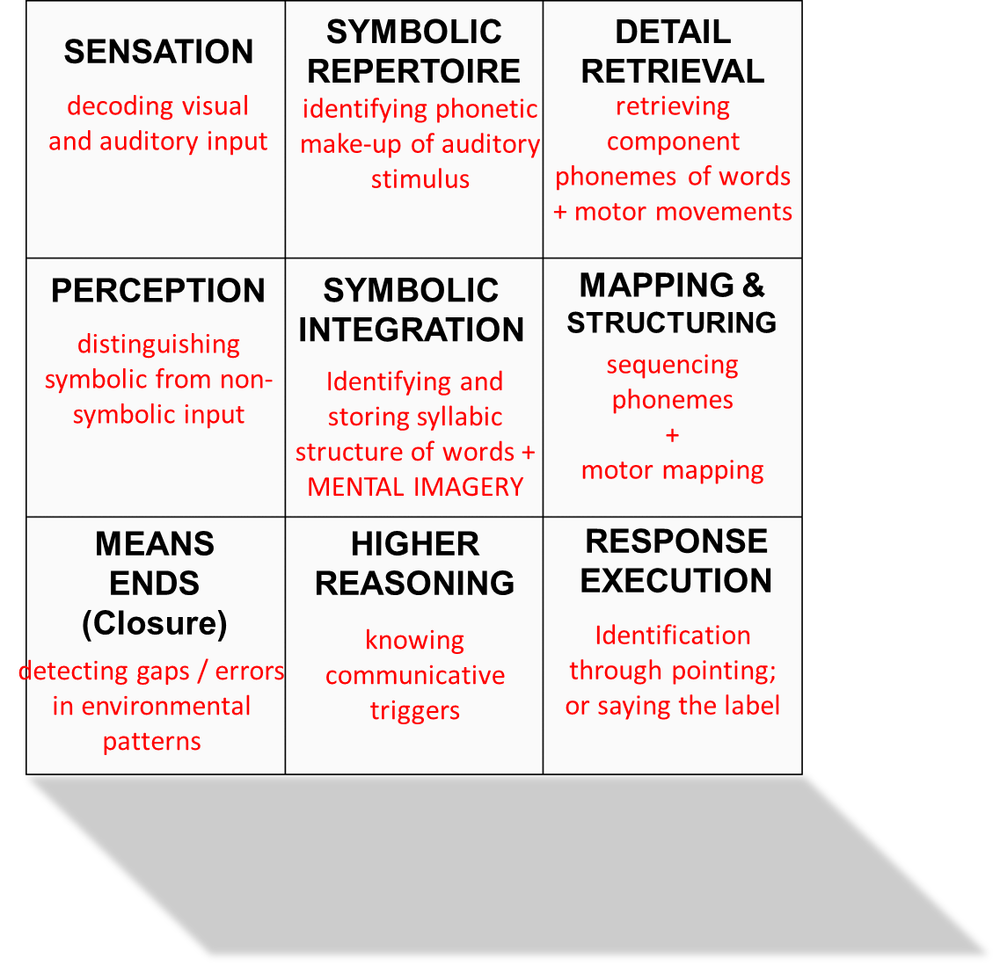 SENSATION
decoding visual
and auditory input
SYMBOLIC
REPERTOIRE
identifying phonetic
make-up of auditory
stimulus
DETAIL
RETRIEVAL
retrieving
component
phonemes of words
+ motor movements
PERCEPTION
distinguishing
symbolic from non-
symbolic input
SYMBOLIC
INTEGRATION
Identifying and
storing syllabic
structure of words +
MENTAL IMAGERY
MAPPING &
STRUCTURING
sequencing
phonemes
+
motor mapping
MEANS
ENDS
(Closure)
detecting gaps / errors
in environmental
patterns
HIGHER
REASONING
knowing
communicative
triggers
RESPONSE
EXECUTION
Identification
through pointing;
or saying the label